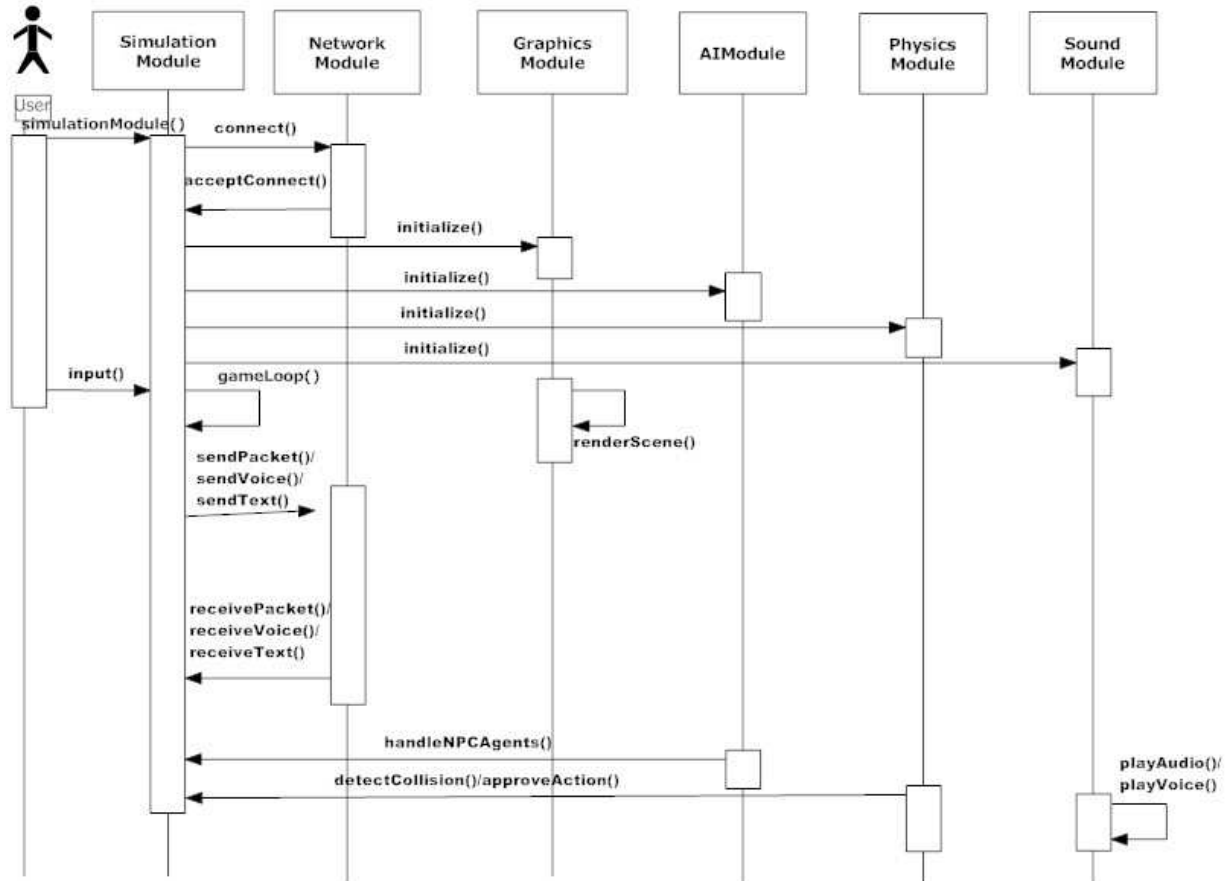 Simulation
Module
Network
Module
Graphics
Module
AIModule
Physics
Module
Sound
Module
User
simulationModule()
connect()
acceptConnect()
initialize()
initialize()
initialize()
initialize()
input()
gameLoop()
renderScene()
sendPacket()/
sendVoice()/
sendText()
receivePacket()/
receiveVoice()/
receiveText()
handleNPCAgents()
detectCollision()/approveAction()
playAudio()/
playVoice()